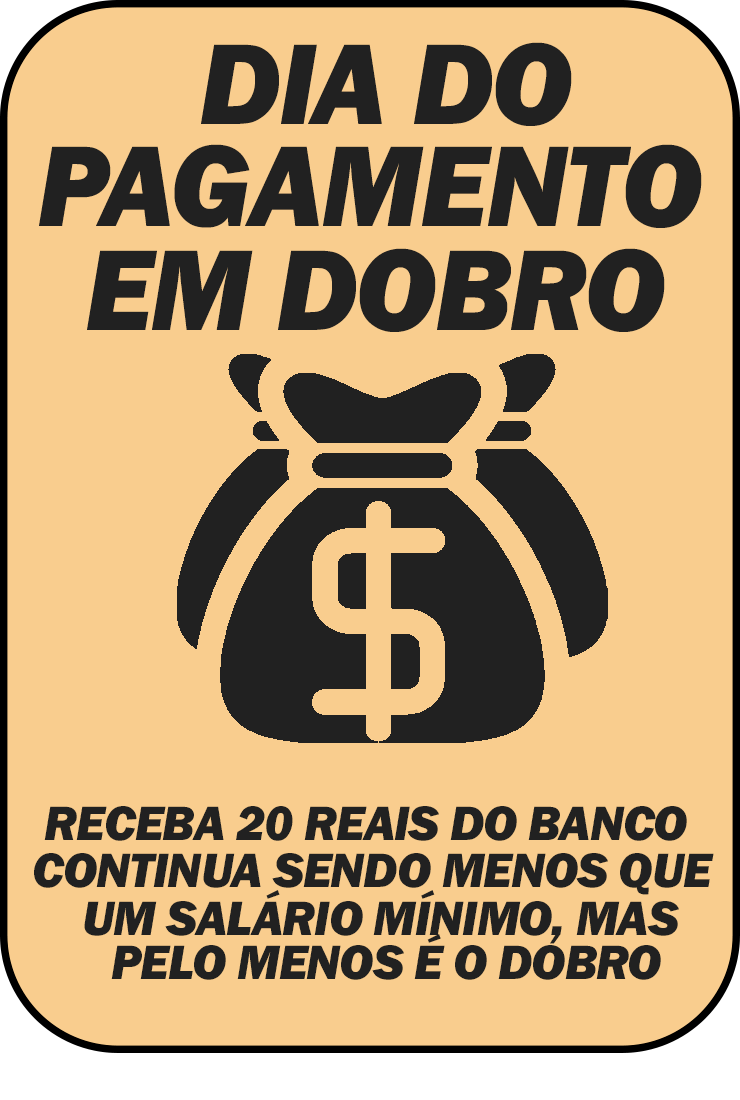 DIA DO
PAGAMENTO
EM DOBRO
$
RECEBA 20 REAIS DO BANCO
CONTINUA SENDO MENOS QUE
UM SALÁRIO MÍNIMO, MAS
PELO MENOS É O DOBRO